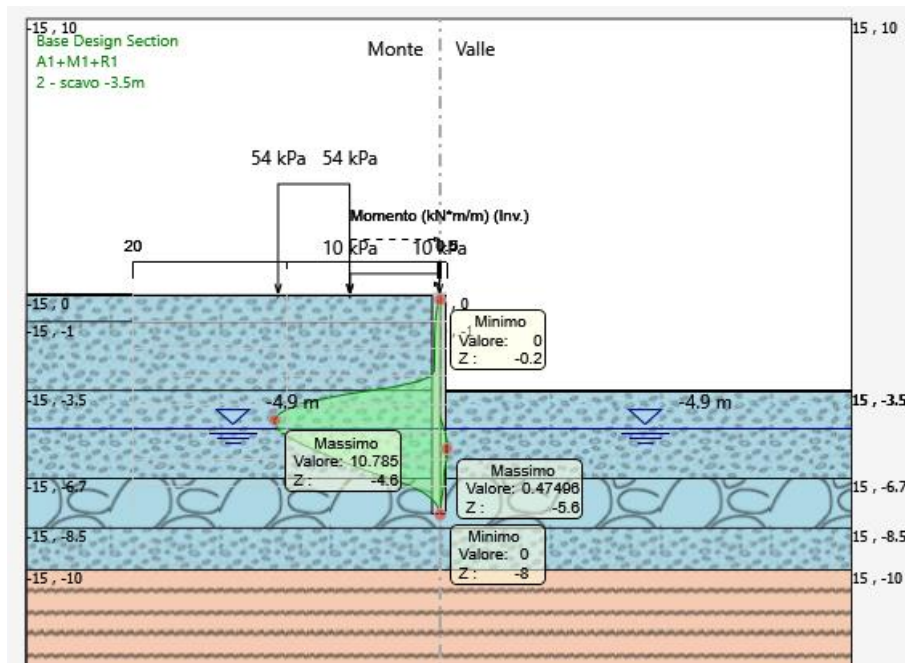 -15 , 10
15 , 10
Base Design Section
A1+M1+R1
2 - scavo -3.5m
Monte
Valle
54 kPa
54 kPa
Momento (kN*m/m) (Inv.)
20
10 kPa
10 kPa
-15 , 0
, 0
-15 , -1
, -1
Minimo
Valore: 0
Z : -0.2
-15 , -3.5
15 , -3.5
-4.9 m
-4.9 m
Massimo
Valore: 10.785
Z : -4.6
Massimo
Valore: 0.47496
Z : -5.6
-15 , -6.7
15 , -6.7
-15 , -8.5
15 , -8.5
Minimo
Valore: 0
Z : -8
-15 , -10
15 , -10